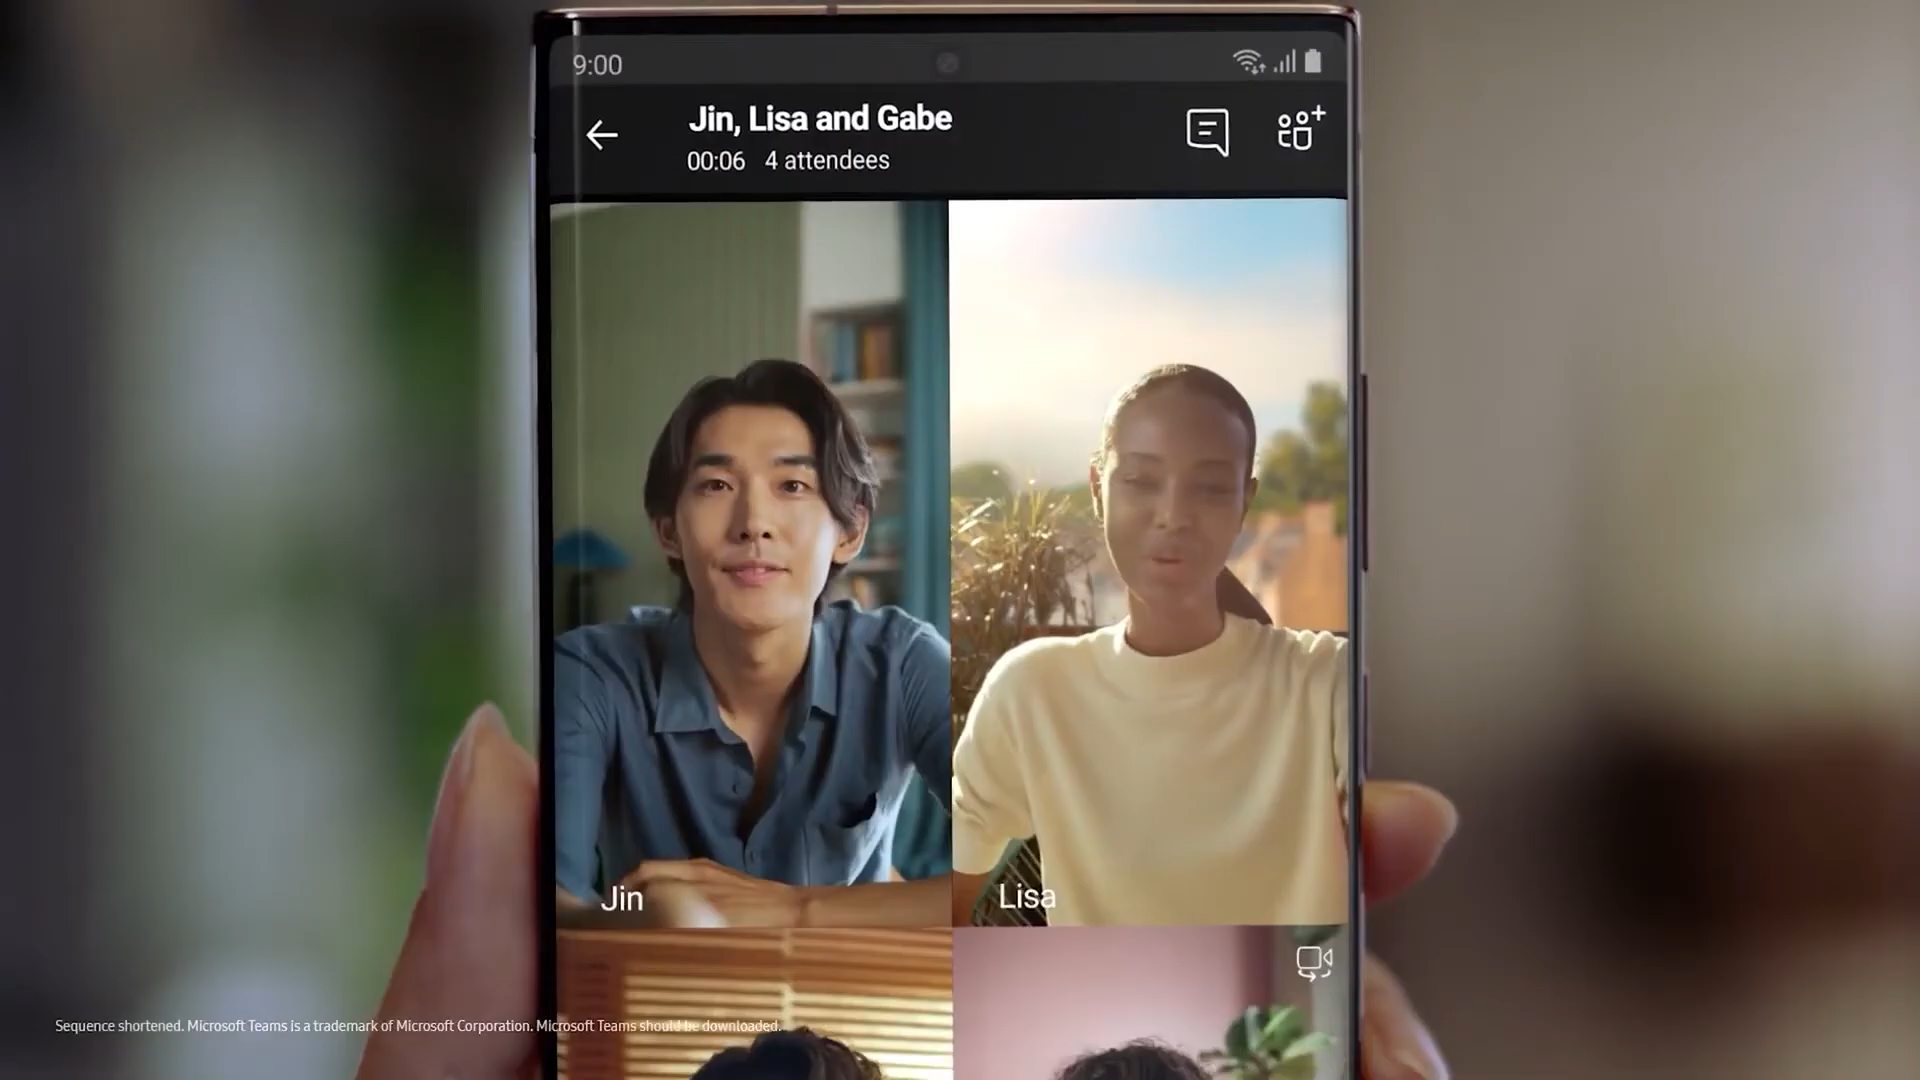 9:00
Jin, Lisa and Gabe
00:06 4 attendees
Jin
Lisa
Sequence shortened. Microsoft Teams is a trademark of Microsoft Corporation. Microsoft Teams should be downloaded.